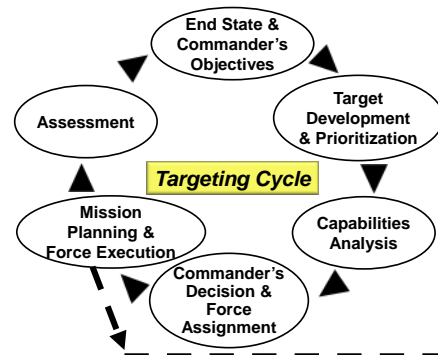 End State &
Commander's
Objectives
Target
Development
& Prioritization
Assessment
Targeting Cycle
Mission
Planning &
Force Execution
Capabilities
Analysis
Commander's
Decision &
Force
Assignment